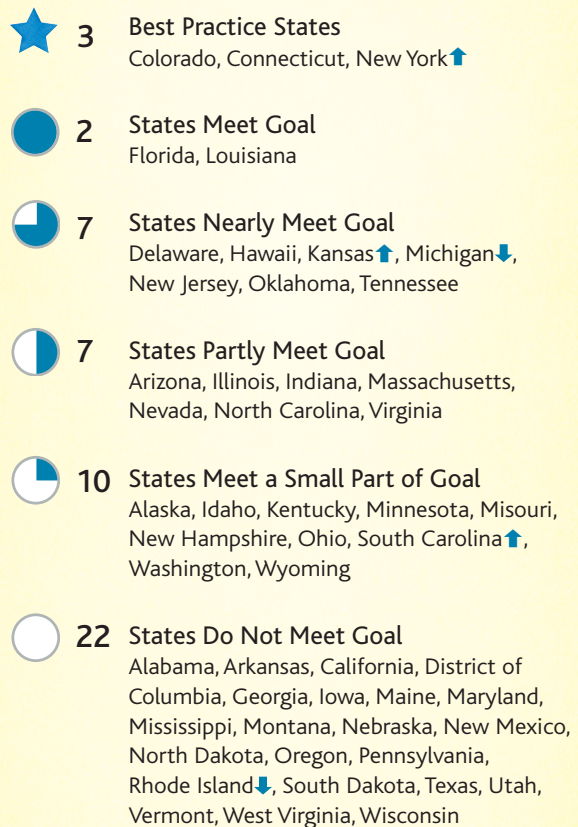 3 Best Practice States
Colorado, Connecticut, New York⬆
2 States Meet Goal
Florida, Louisiana
7 States Nearly Meet Goal
Delaware, Hawaii, Kansas⬆, Michigan⬇,
New Jersey, Oklahoma, Tennessee
7 States Partly Meet Goal
Arizona, Illinois, Indiana, Massachusetts,
Nevada, North Carolina, Virginia
10 States Meet a Small Part of Goal
Alaska, Idaho, Kentucky, Minnesota, Misouri,
New Hampshire, Ohio, South Carolina⬆,
Washington, Wyoming
22 States Do Not Meet Goal
Alabama, Arkansas, California, District of
Columbia, Georgia, Iowa, Maine, Maryland,
Mississippi, Montana, Nebraska, New Mexico,
North Dakota, Oregon, Pennsylvania,
Rhode Island⬇, South Dakota, Texas, Utah,
Vermont, West Virginia, Wisconsin